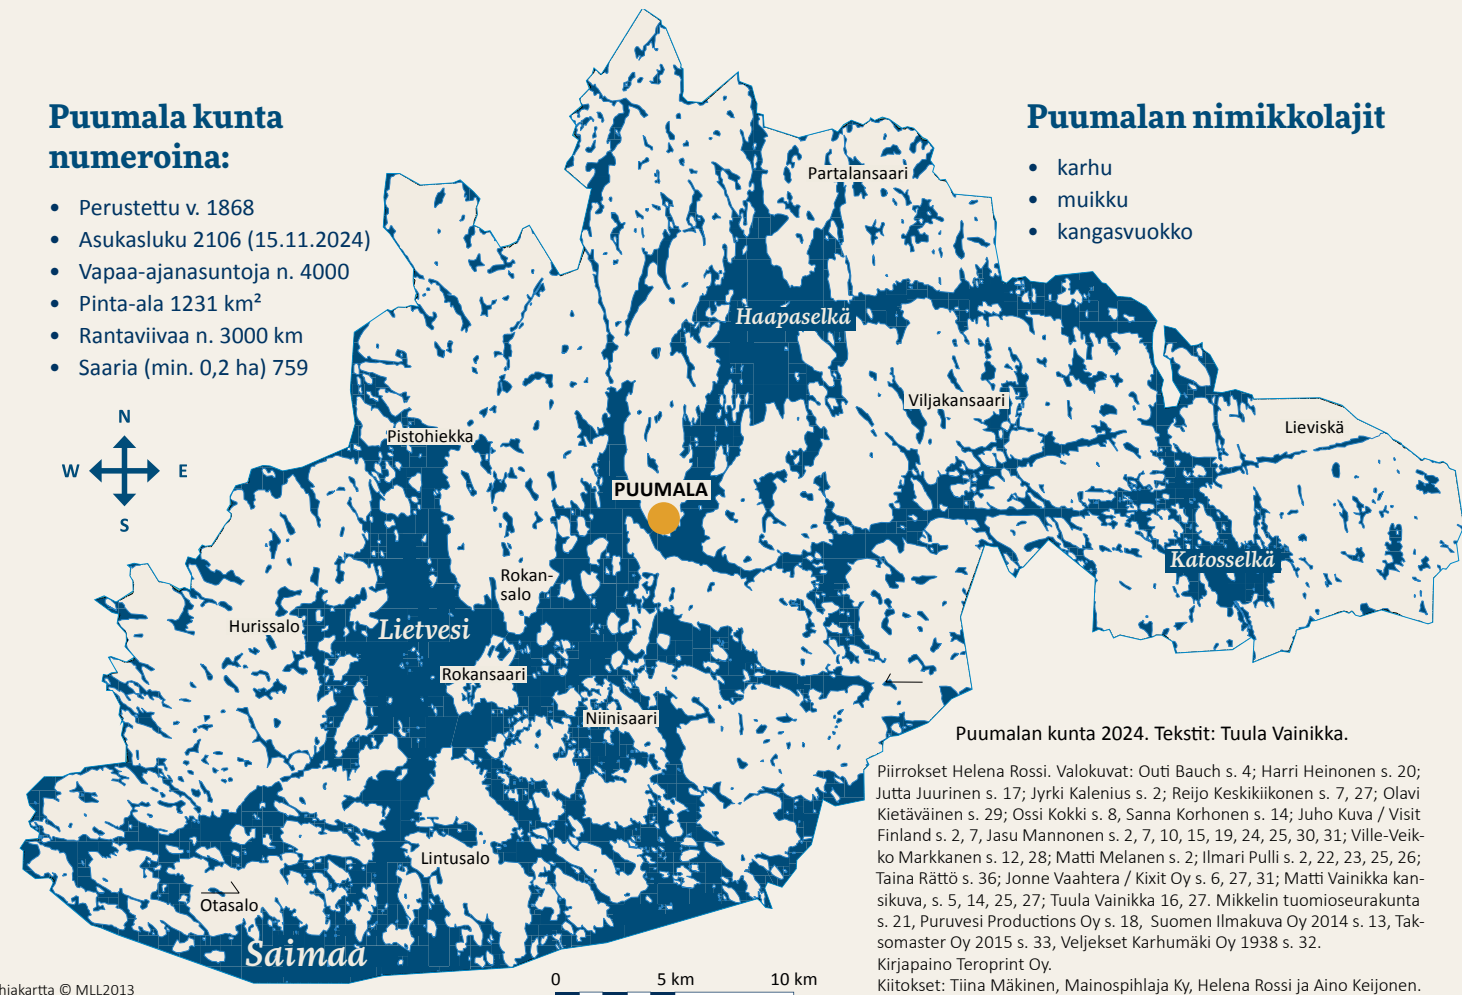 Puumala kunta
numeroina:
• Perustettu v. 1868
• Asukasluku 2106 (15.11.2024)
• Vapaa-ajanasuntoja n. 4000
• Pinta-ala 1231 km²
• Rantaviivaa n. 3000 km
• Saaria (min. 0,2 ha) 759
N
W E
S
Puumalan nimikkolajit
• karhu
• muikku
• kangasvuokko
Partalansaari
Haapaselkä
Viljakansaari
Lieviskä
Pistohiekka
PUUMALA
Katosselkä
Rokan-
salo
Hurissalo
Lietvesi
Rokansaari
Niinisaari
Lintusalo
Otasalo
Saimaa
0 5 km 10 km
Puumalan kunta 2024. Tekstit: Tuula Vainikka.
Piirrokset Helena Rossi. Valokuvat: Outi Bauch s. 4; Harri Heinonen s. 20;
Jutta Juurinen s. 17; Jyrki Kalenius s. 2; Reijo Keskikiikonen s. 7, 27; Olavi
Kietäväinen s. 29; Ossi Kokki s. 8, Sanna Korhonen s. 14; Juho Kuva / Visit
Finland s. 2, 7, Jasu Mannonen s. 2, 7, 10, 15, 19, 24, 25, 30, 31; Ville-Veik-
ko Markkanen s. 12, 28; Matti Melanen s. 2; Ilmari Pulli s. 2, 22, 23, 25, 26;
Taina Rättö s. 36; Jonne Vaahtera / Kixit Oy s. 6, 27, 31; Matti Vainikka kan-
sikuva, s. 5, 14, 25, 27; Tuula Vainikka 16, 27. Mikkelin tuomioseurakunta
s. 21, Puruvesi Productions Oy s. 18, Suomen Ilmakuva Oy 2014 s. 13, Tak-
somaster Oy 2015 s. 33, Veljekset Karhumäki Oy 1938 s. 32.
Kirjapaino Teroprint Oy.
Kiitokset: Tiina Mäkinen, Mainospihlaja Ky, Helena Rossi ja Aino Keijonen.
hiakartta © MLL2013